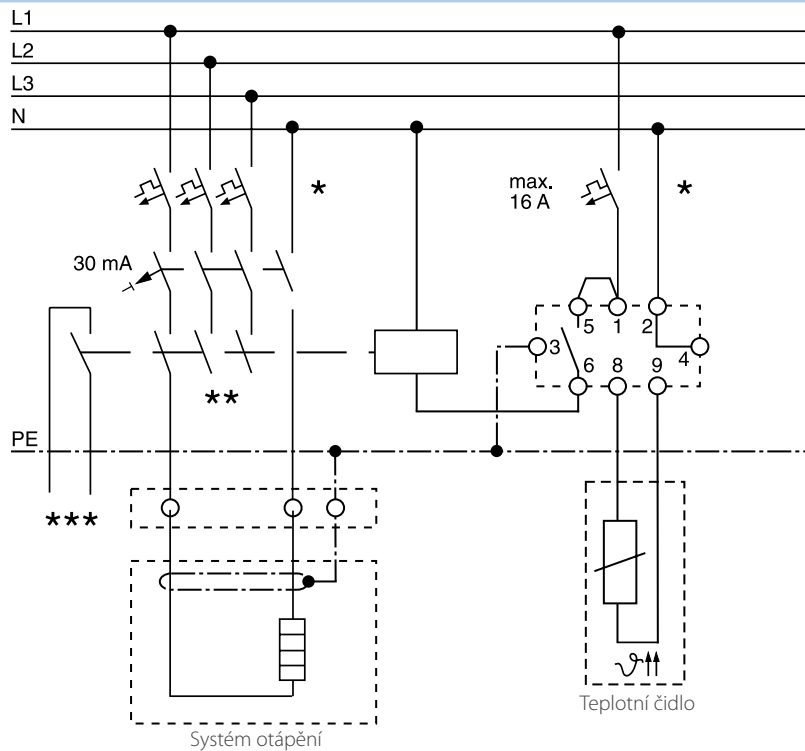 L1
L2
L3
N
*
max.
16 A
*
30 mA
5 1 2
3
4
6 8 9
**
PE
***
ϑ
Teplotní čidlo
Systém otápění